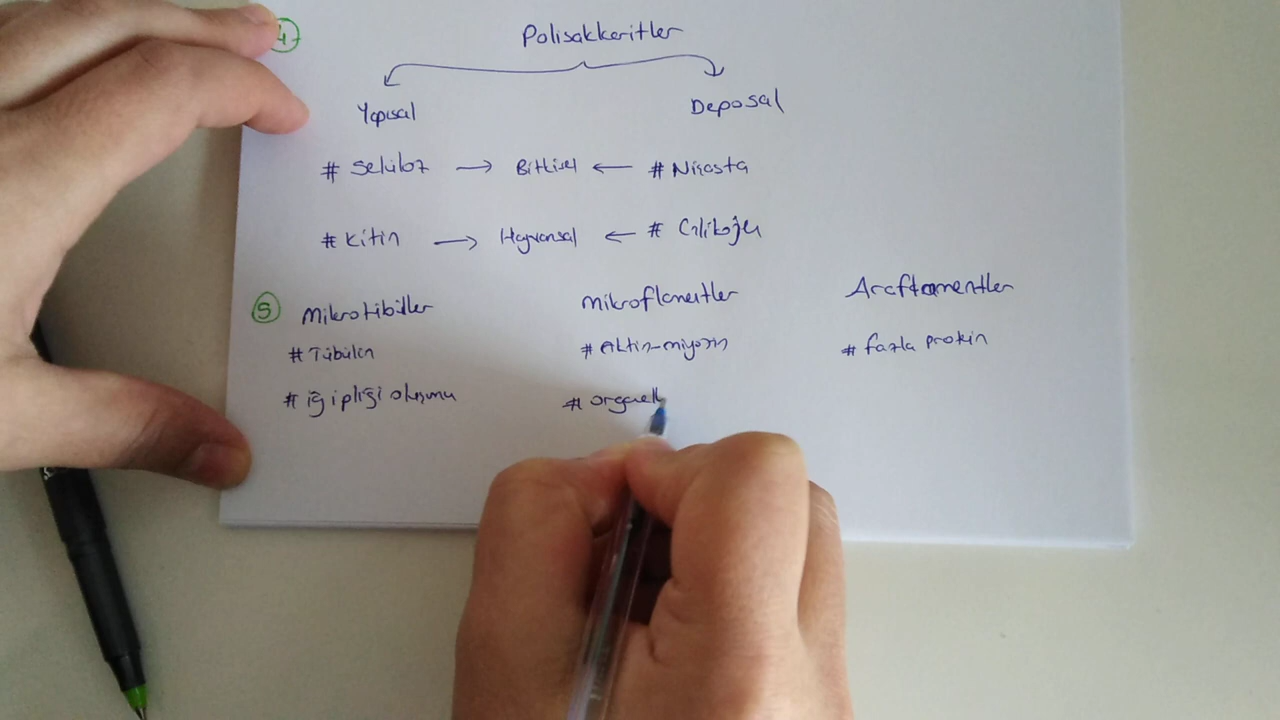 4
Polisakkaritler
Yapısal Deposal
# Selüloz → Bitkisel ← # Nişasta
# Kitin → Hayvansal ← # Glikojen
5 Mikrotübüller Mikroflamentler Araflamentler
# Tübülin # Aktin-miyozin # fazla protein
# iğ ipliği oluşumu # organell